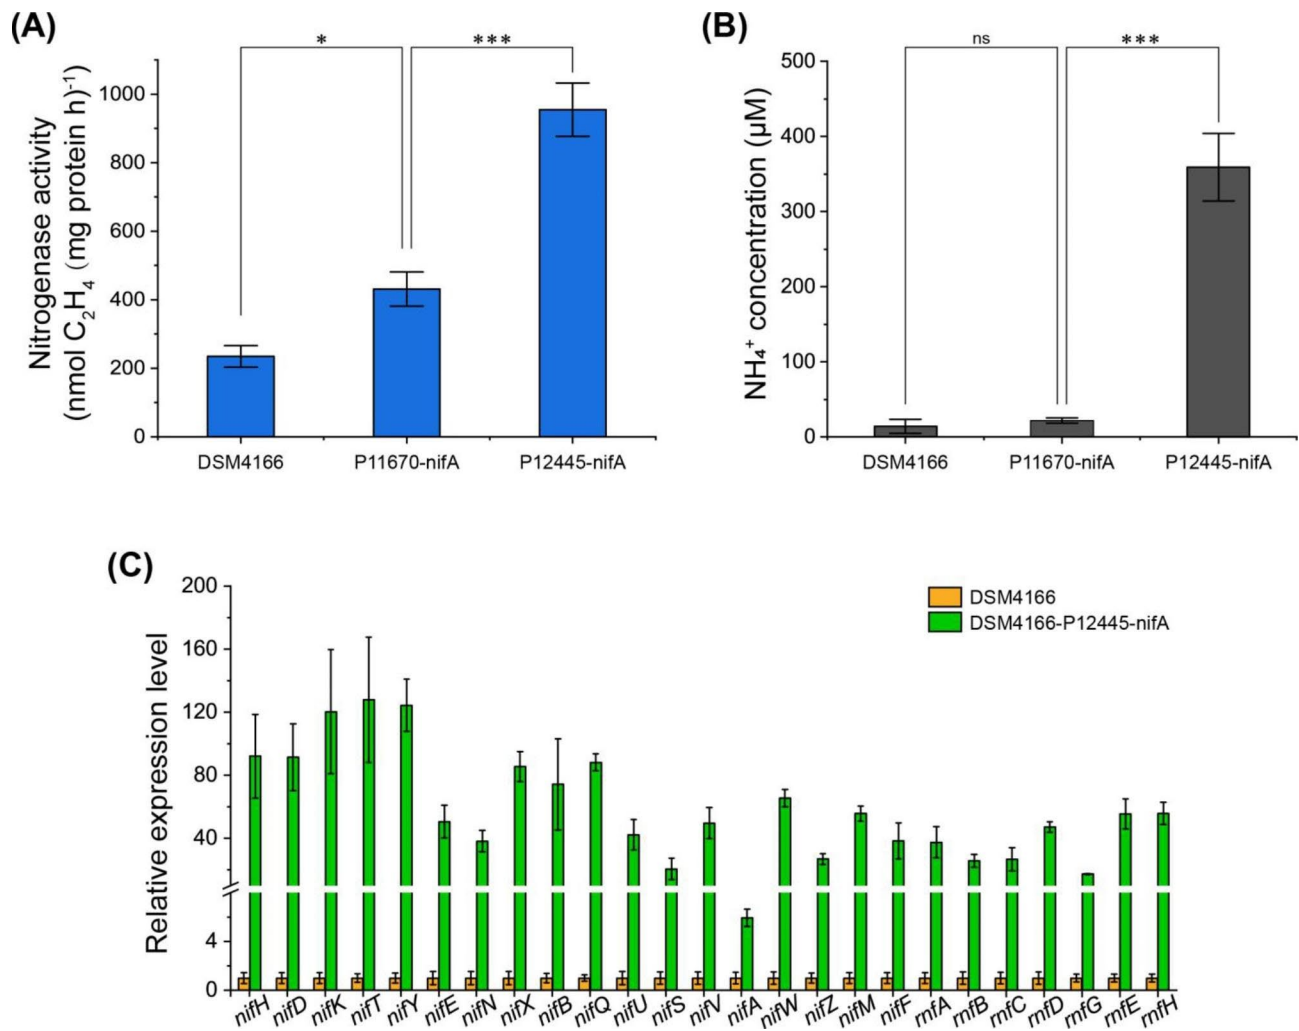 (A)
*
***
Nitrogenase activity
(nmol C₂H₄ (mg protein h)⁻¹
1000
800
600
400
200
0
DSM4166
P11670-nifA
P12445-nifA
(B)
ns
***
NH₄⁺ concentration (µM)
500
400
300
200
100
0
DSM4166
P11670-nifA
P12445-nifA
(C)
Relative expression level
200
160
120
80
40
4
0
DSM4166
DSM4166-P12445-nifA
nifH
nifD
nifK
nifT
nifY
nifE
nifN
nifX
nifB
nifQ
nifU
nifS
nifV
nifA
nifW
nifZ
nifM
nifF
rnfA
rnfB
rnfC
rnfD
rnfG
rnfE
rnfH